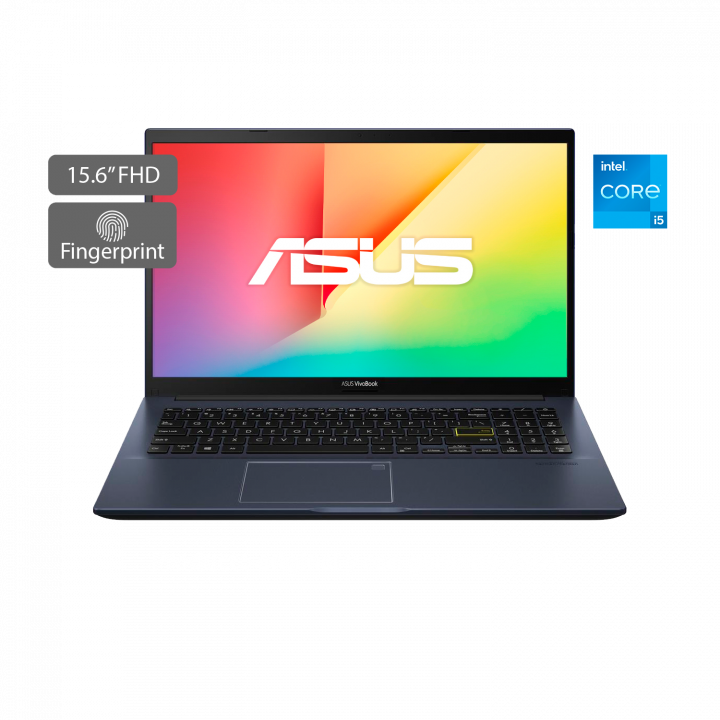 15.6” FHD
Fingerprint
ASUS
ASUS VivoBook
intel
CORE
i5